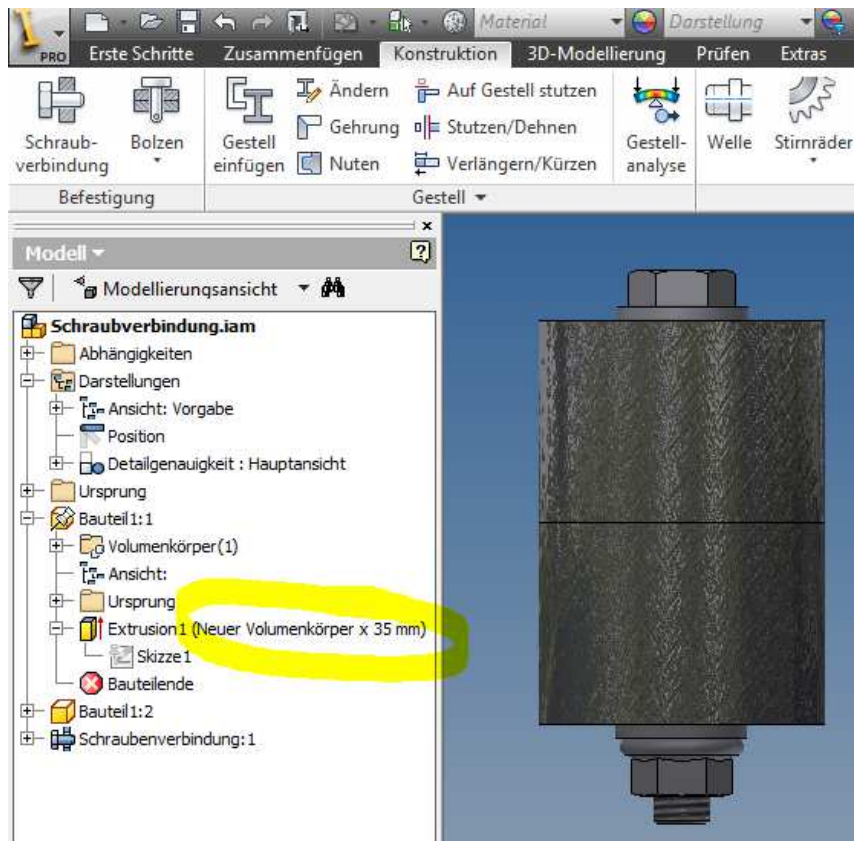 Material Darstellung
PRO Erste Schritte Zusammenfügen Konstruktion 3D-Modellierung Prüfen Extras
Ändern Auf Gestell stutzen
Gehrung Stutzen/Dehnen
Schraub-verbindung Bolzen Gestell einfügen Nuten Verlängern/Kürzen Gestell-analyse Welle Stirnräder
Befestigung Gestell
Modell
Modellierungsansicht
Schraubverbindung.iam
Abhängigkeiten
Darstellungen
Ansicht: Vorgabe
Position
Detailgenauigkeit : Hauptansicht
Ursprung
Bauteil1:1
Volumenkörper(1)
Ansicht:
Ursprung
Extrusion1 (Neuer Volumenkörper x 35 mm)
Skizze1
Bauteilende
Bauteil1:2
Schraubenverbindung:1